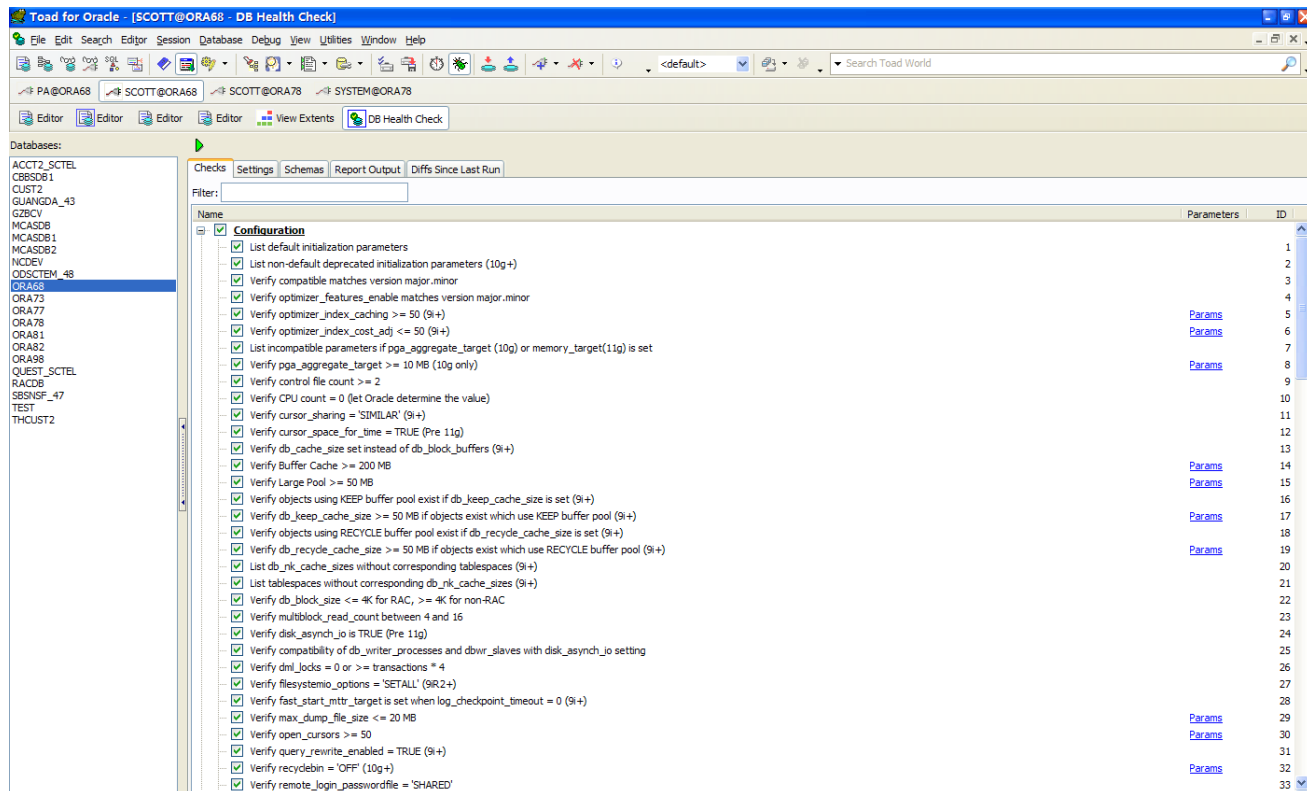 Toad for Oracle - [SCOTT@ORA68 - DB Health Check]
File Edit Search Editor Session Database Debug View Utilities Window Help
SQL <default> Search Toad World
PA@ORA68 SCOTT@ORA68 SCOTT@ORA78 SYSTEM@ORA78
Editor Editor Editor Editor View Extents DB Health Check
Databases:
ACCT2_SCTEL
CBBSDB1
CUST2
GUANGDA_43
GZBCV
MCASDB
MCASDB1
MCASDB2
NCDEV
ODSCTEM_48
ORA68
ORA73
ORA77
ORA78
ORA81
ORA82
ORA98
QUEST_SCTEL
RACDB
SBSNSF_47
TEST
THCUST2
Checks Settings Schemas Report Output Diffs Since Last Run
Filter:
Name Parameters ID
Configuration
List default initialization parameters 1
List non-default deprecated initialization parameters (10g+) 2
Verify compatible matches version major.minor 3
Verify optimizer_features_enable matches version major.minor 4
Verify optimizer_index_caching >= 50 (9i+) Params 5
Verify optimizer_index_cost_adj <= 50 (9i+) Params 6
List incompatible parameters if pga_aggregate_target (10g) or memory_target(11g) is set 7
Verify pga_aggregate_target >= 10 MB (10g only) Params 8
Verify control file count >= 2 9
Verify CPU count = 0 (let Oracle determine the value) 10
Verify cursor_sharing = 'SIMILAR' (9i+) 11
Verify cursor_space_for_time = TRUE (Pre 11g) 12
Verify db_cache_size set instead of db_block_buffers (9i+) 13
Verify Buffer Cache >= 200 MB Params 14
Verify Large Pool >= 50 MB Params 15
Verify objects using KEEP buffer pool exist if db_keep_cache_size is set (9i+) 16
Verify db_keep_cache_size >= 50 MB if objects exist which use KEEP buffer pool (9i+) Params 17
Verify objects using RECYCLE buffer pool exist if db_recycle_cache_size is set (9i+) 18
Verify db_recycle_cache_size >= 50 MB if objects exist which use RECYCLE buffer pool (9i+) Params 19
List db_nk_cache_sizes without corresponding tablespaces (9i+) 20
List tablespaces without corresponding db_nk_cache_sizes (9i+) 21
Verify db_block_size <= 4K for RAC, >= 4K for non-RAC 22
Verify multiblock_read_count between 4 and 16 23
Verify disk_asynch_io is TRUE (Pre 11g) 24
Verify compatibility of db_writer_processes and dbwr_slaves with disk_asynch_io setting 25
Verify dml_locks = 0 or >= transactions * 4 26
Verify filesystemio_options = 'SETALL' (9iR2+) 27
Verify fast_start_mttr_target is set when log_checkpoint_timeout = 0 (9i+) 28
Verify max_dump_file_size <= 20 MB Params 29
Verify open_cursors >= 50 Params 30
Verify query_rewrite_enabled = TRUE (9i+) 31
Verify recyclebin = 'OFF' (10g+) Params 32
Verify remote_login_passwordfile = 'SHARED' 33